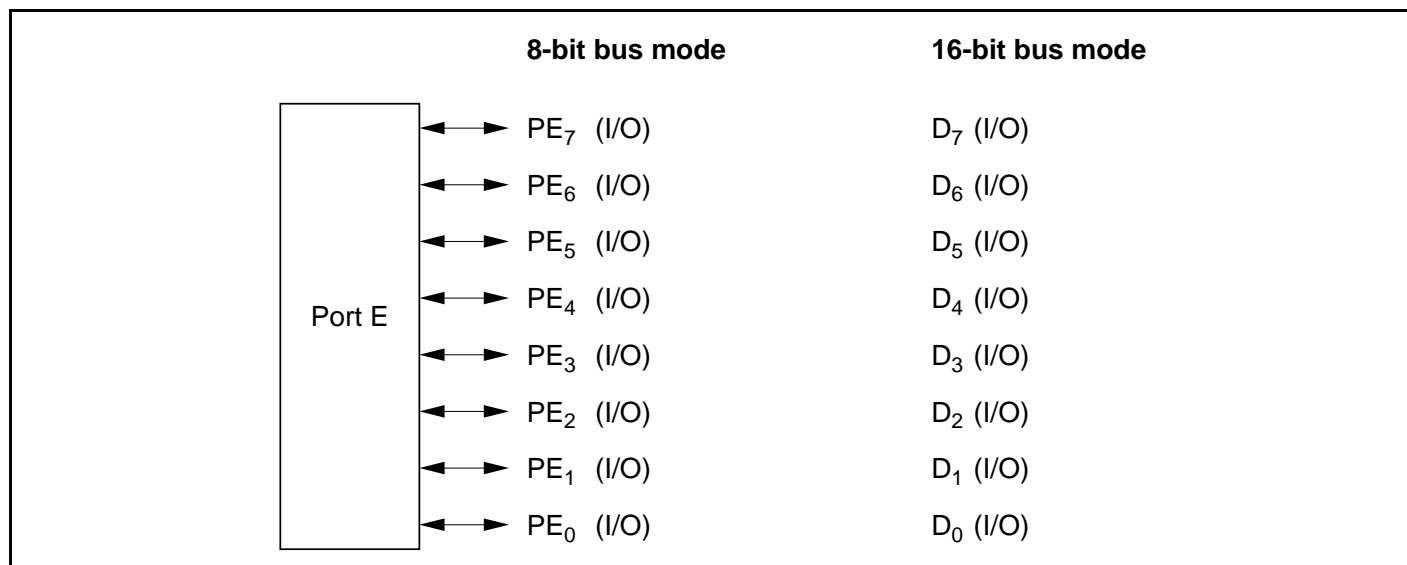 8-bit bus mode 16-bit bus mode
PE7 (I/O) D7 (I/O)
PE6 (I/O) D6 (I/O)
PE5 (I/O) D5 (I/O)
PE4 (I/O) D4 (I/O)
Port E
PE3 (I/O) D3 (I/O)
PE2 (I/O) D2 (I/O)
PE1 (I/O) D1 (I/O)
PE0 (I/O) D0 (I/O)